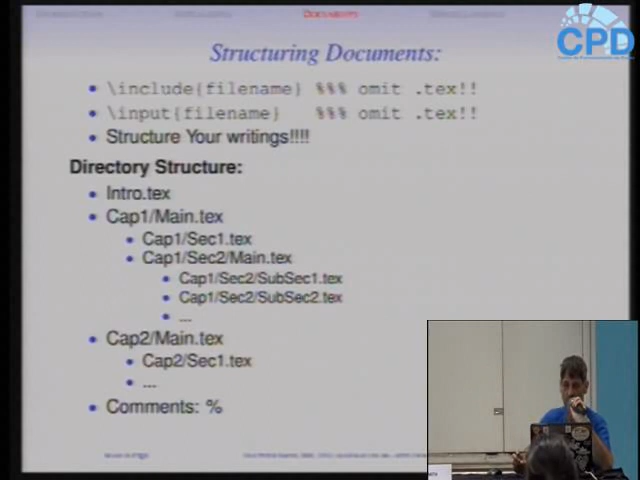 DOCUMENTS
CPD
Structuring Documents:
• \include{filename} %%% omit .tex!!
• \input{filename} %%% omit .tex!!
• Structure Your writings!!!!
Directory Structure:
• Intro.tex
• Cap1/Main.tex
• Cap1/Sec1.tex
• Cap1/Sec2/Main.tex
• Cap1/Sec2/SubSec1.tex
• Cap1/Sec2/SubSec2.tex
• ...
• Cap2/Main.tex
• Cap2/Sec1.tex
• ...
• Comments: %